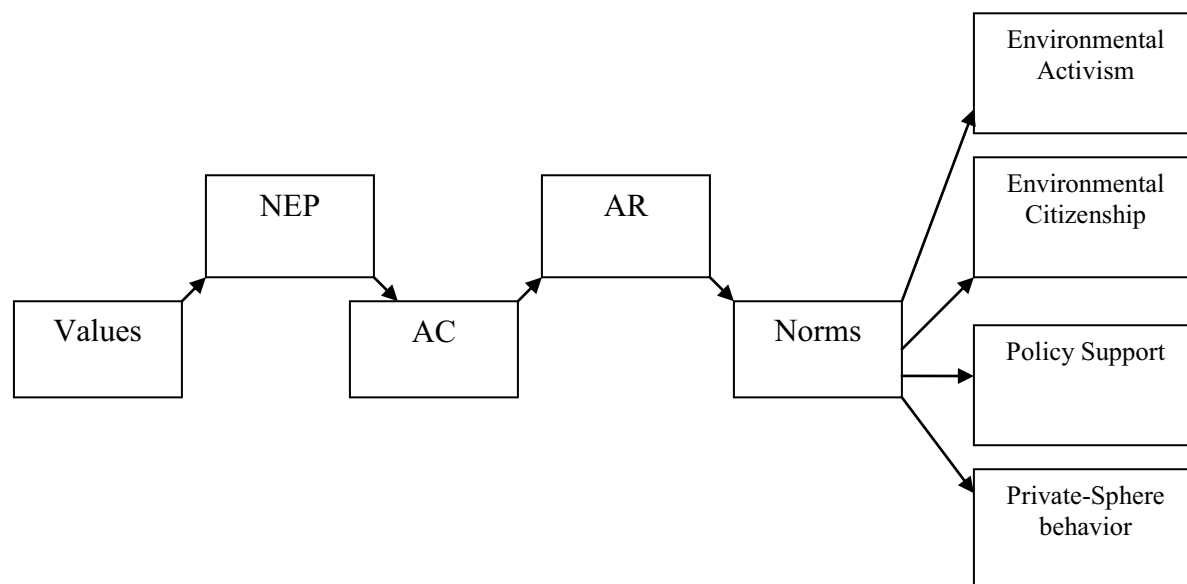 Values
NEP
AC
AR
Norms
Environmental
Activism
Environmental
Citizenship
Policy Support
Private-Sphere
behavior